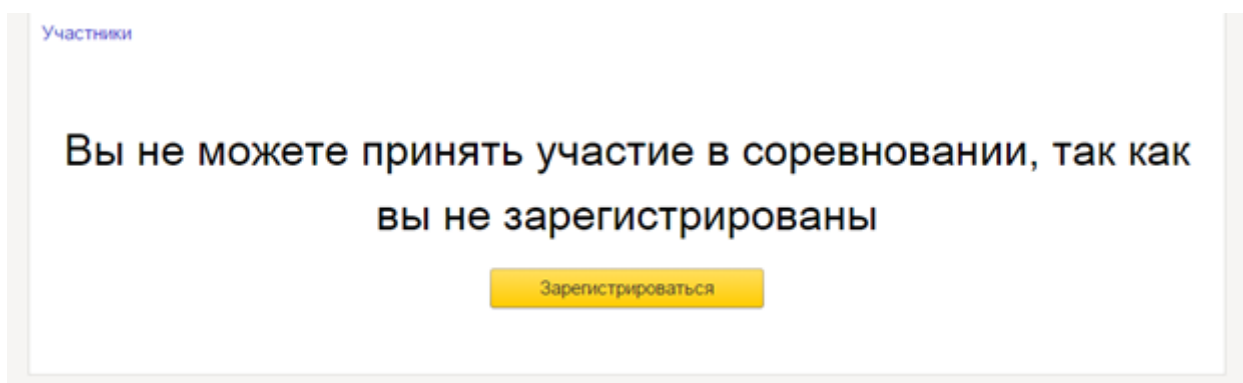 Участники
Вы не можете принять участие в соревновании, так как
вы не зарегистрированы
Зарегистрироваться